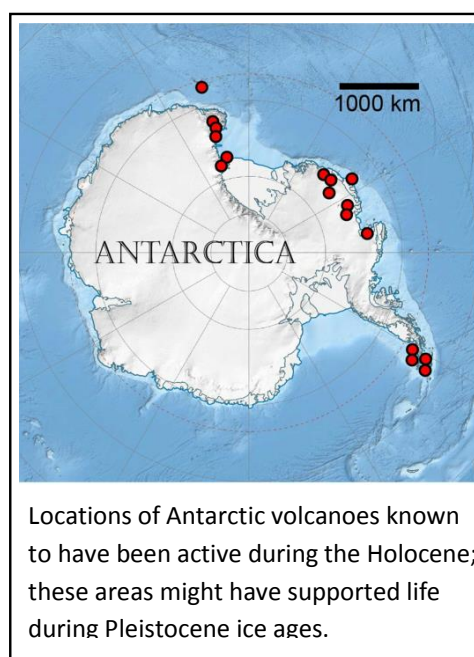 1000 km
ANTARCTICA
Locations of Antarctic volcanoes known
to have been active during the Holocene;
these areas might have supported life
during Pleistocene ice ages.